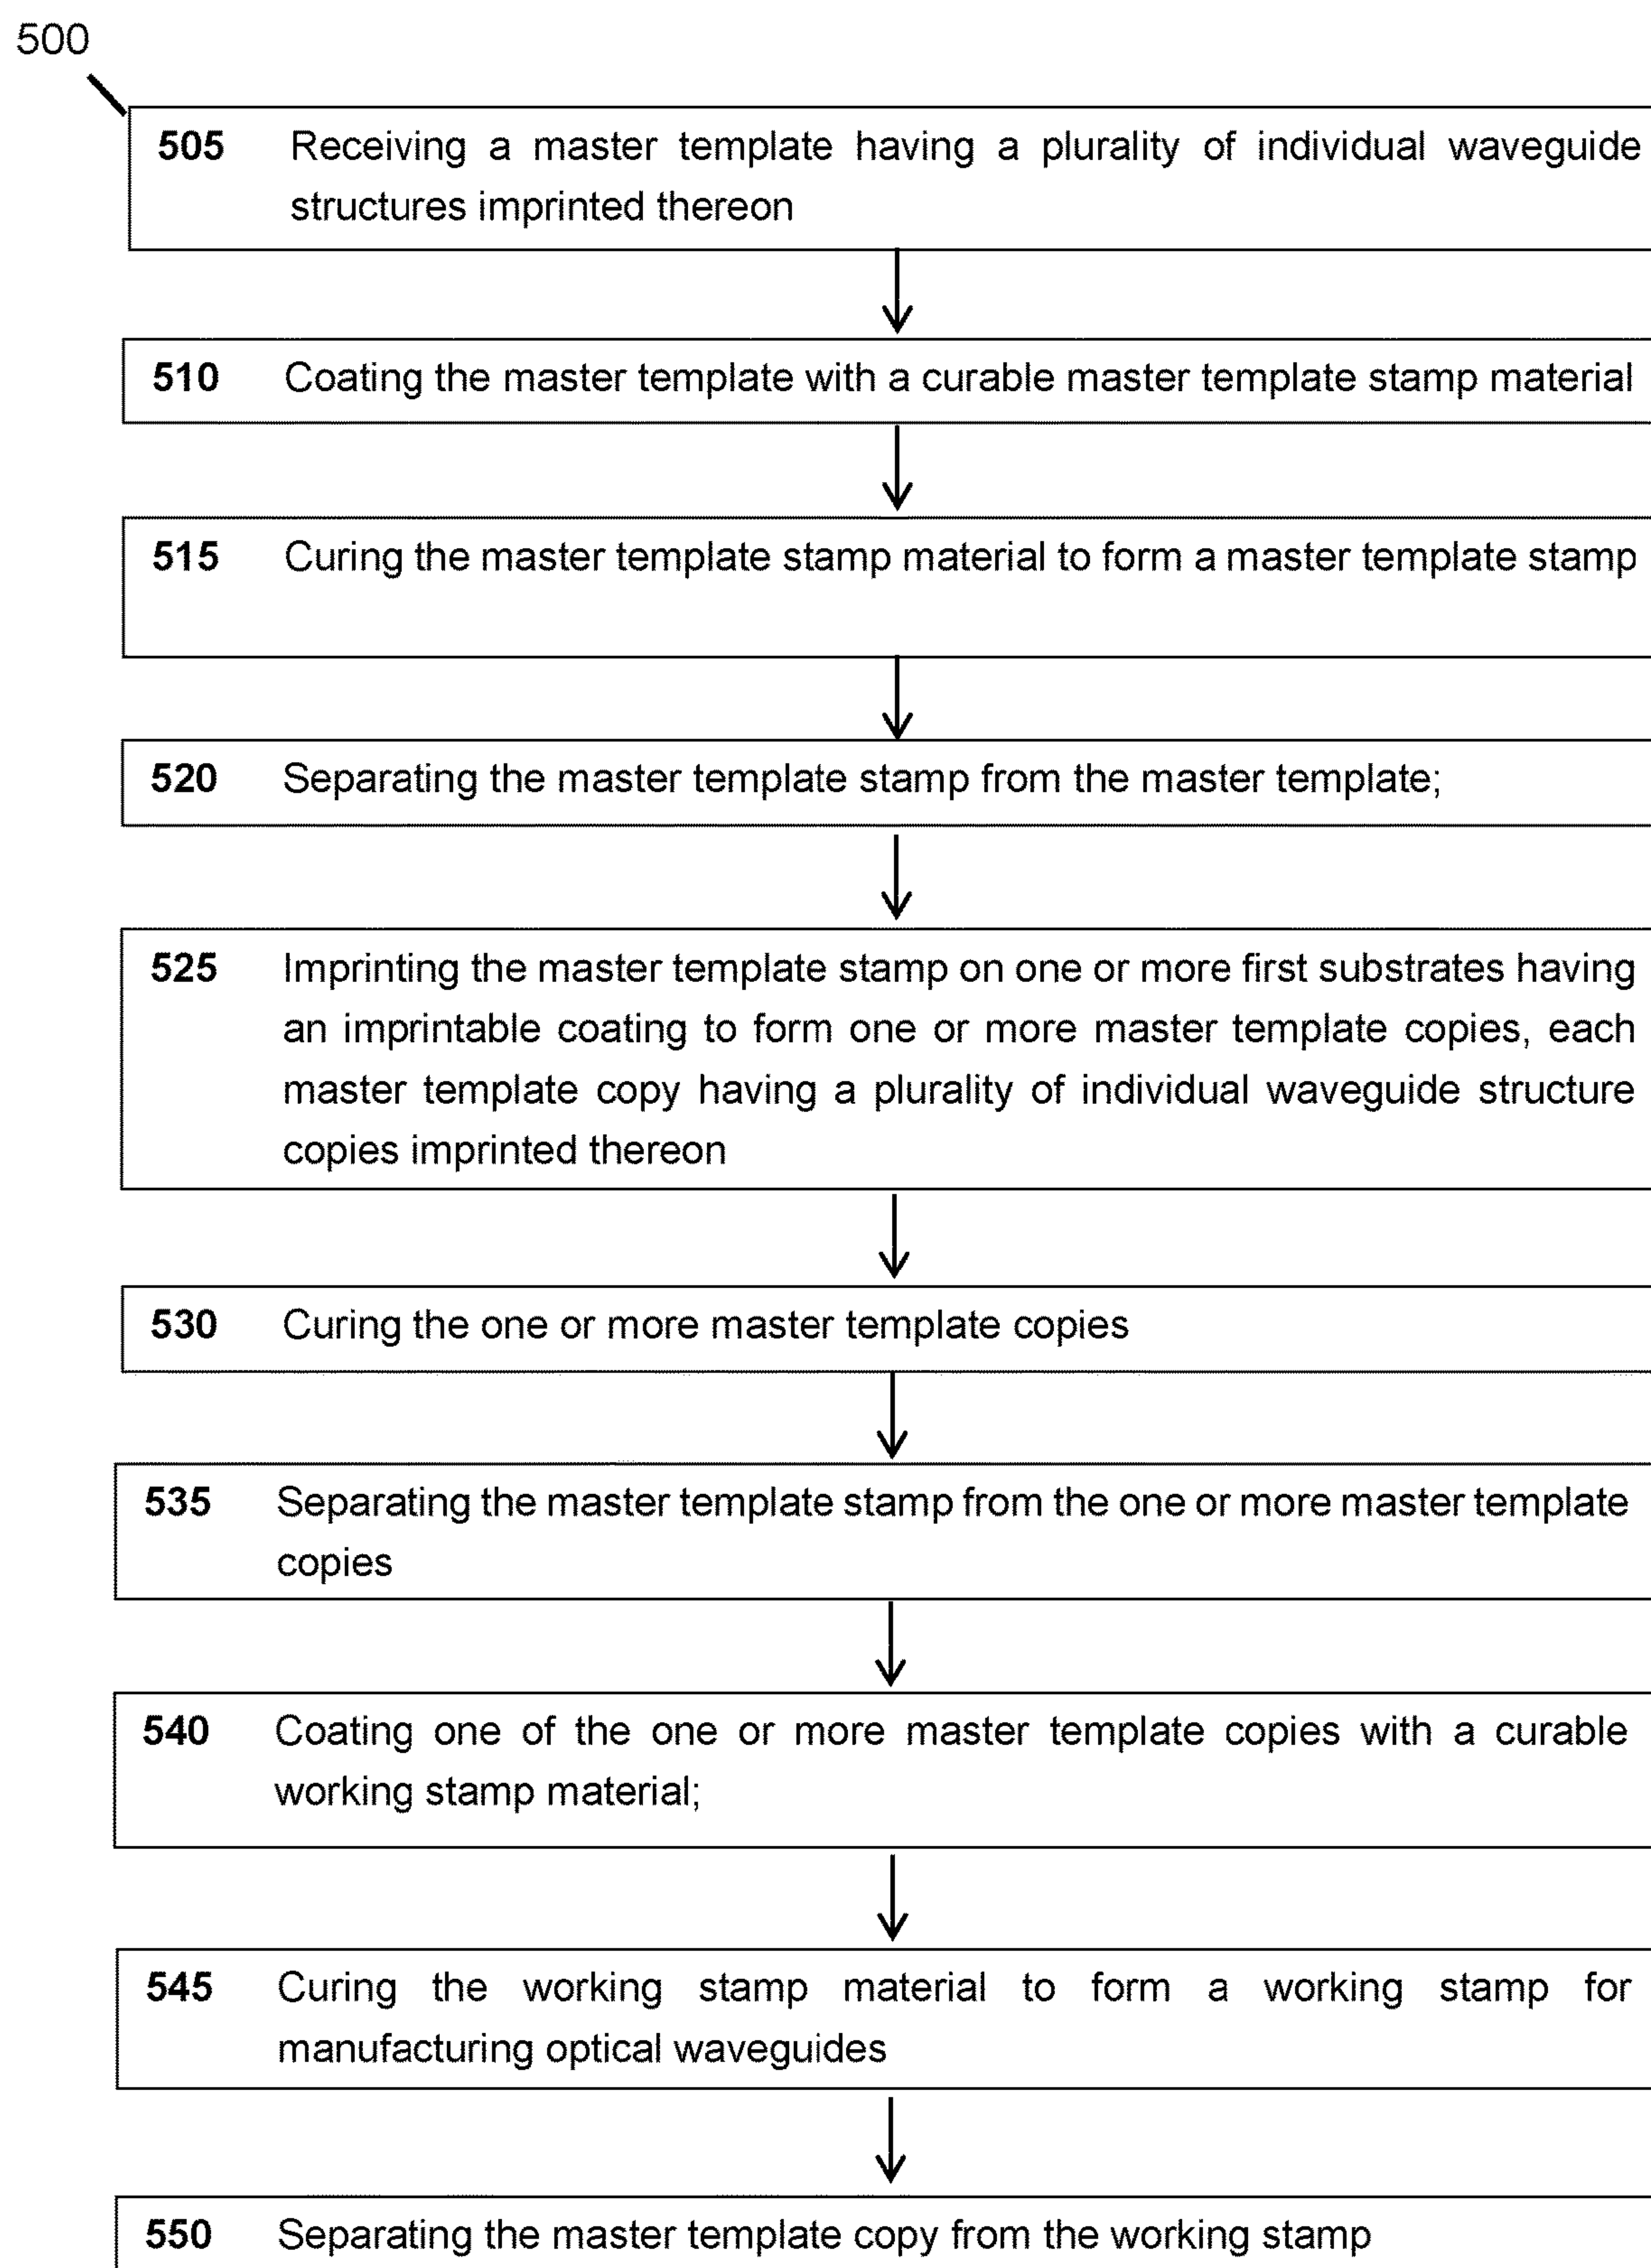 500
505 Receiving a master template having a plurality of individual waveguide
structures imprinted thereon
510 Coating the master template with a curable master template stamp material
515 Curing the master template stamp material to form a master template stamp
520 Separating the master template stamp from the master template;
525 Imprinting the master template stamp on one or more first substrates having
an imprintable coating to form one or more master template copies, each
master template copy having a plurality of individual waveguide structure
copies imprinted thereon
530 Curing the one or more master template copies
535 Separating the master template stamp from the one or more master template
copies
540 Coating one of the one or more master template copies with a curable
working stamp material;
545 Curing the working stamp material to form a working stamp for
manufacturing optical waveguides
550 Separating the master template copy from the working stamp